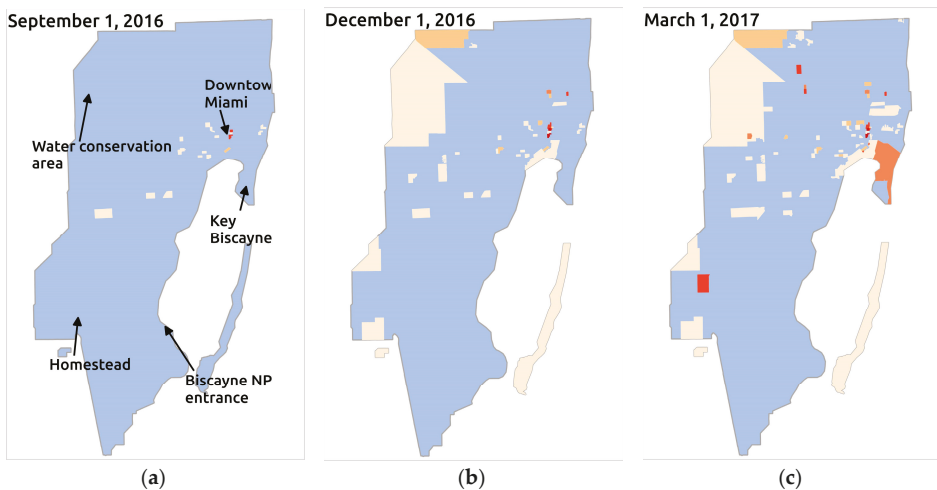 September 1, 2016
December 1, 2016
March 1, 2017
Downtow
Miami
Water conservation
area
Key
Biscayne
Homestead
Biscayne NP
entrance
(a)
(b)
(c)